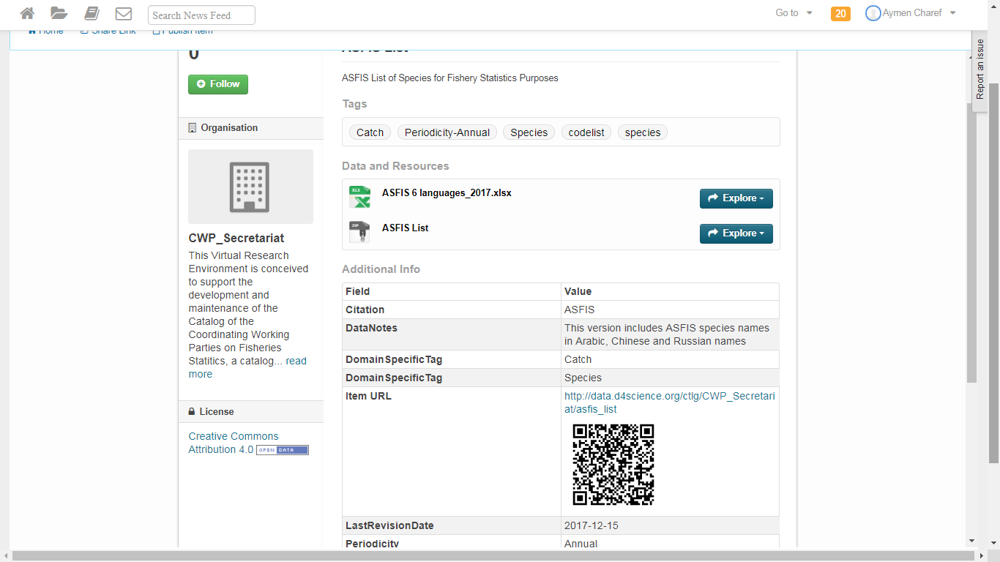 Search News Feed
Go to
20
Aymen Charef
Home
Share Link
Publish Item
Report an issue
0
Follow
Organisation
CWP_Secretariat
This Virtual Research
Environment is conceived
to support the
development and
maintenance of the
Catalog of the
Coordinating Working
Parties on Fisheries
Statitics, a catalog... read
more
License
Creative Commons
Attribution 4.0 OPEN DATA
ASFIS List
ASFIS List of Species for Fishery Statistics Purposes
Tags
Catch Periodicity-Annual Species codelist species
Data and Resources
XLS ASFIS 6 languages_2017.xlsx Explore
ZIP ASFIS List Explore
Additional Info
Field Value
Citation ASFIS
DataNotes This version includes ASFIS species names
in Arabic, Chinese and Russian names
DomainSpecificTag Catch
DomainSpecificTag Species
Item URL http://data.d4science.org/ctlg/CWP_Secretari
at/asfis_list
LastRevisionDate 2017-12-15
Periodicity Annual